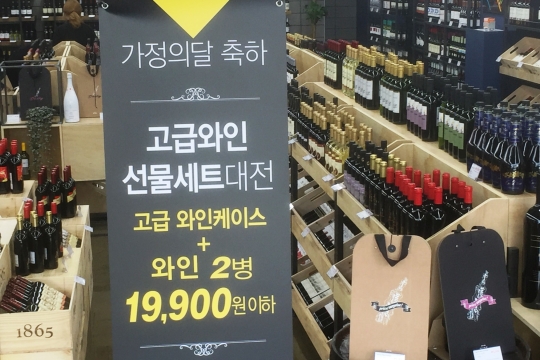 가정의달 축하
고급와인
선물세트대전
고급 와인케이스
+
와인 2병
19,900원이하
1865